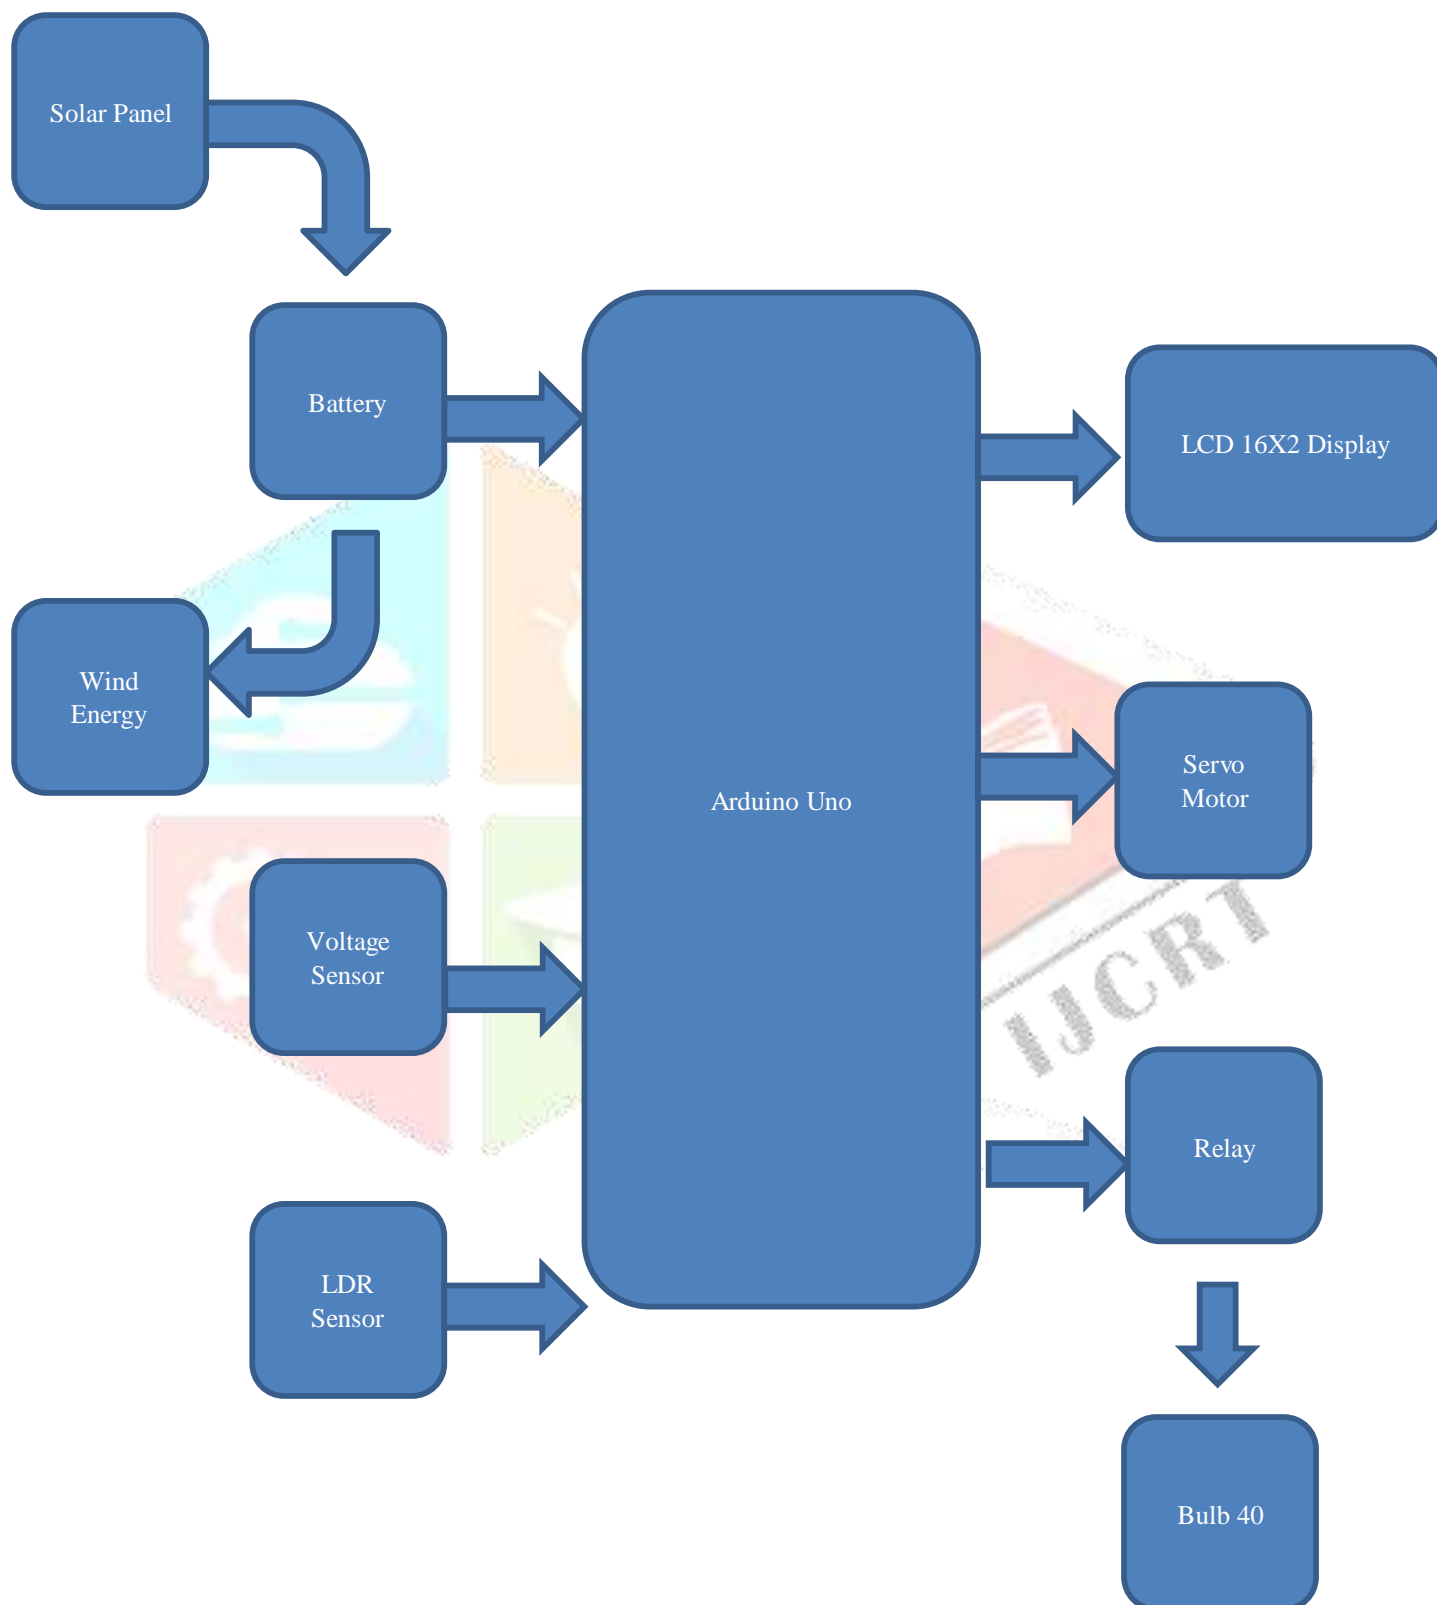 Solar Panel
Battery
LCD 16X2 Display
Wind
Energy
Arduino Uno
Servo
Motor
Voltage
Sensor
IJCRT
Relay
LDR
Sensor
Bulb 40